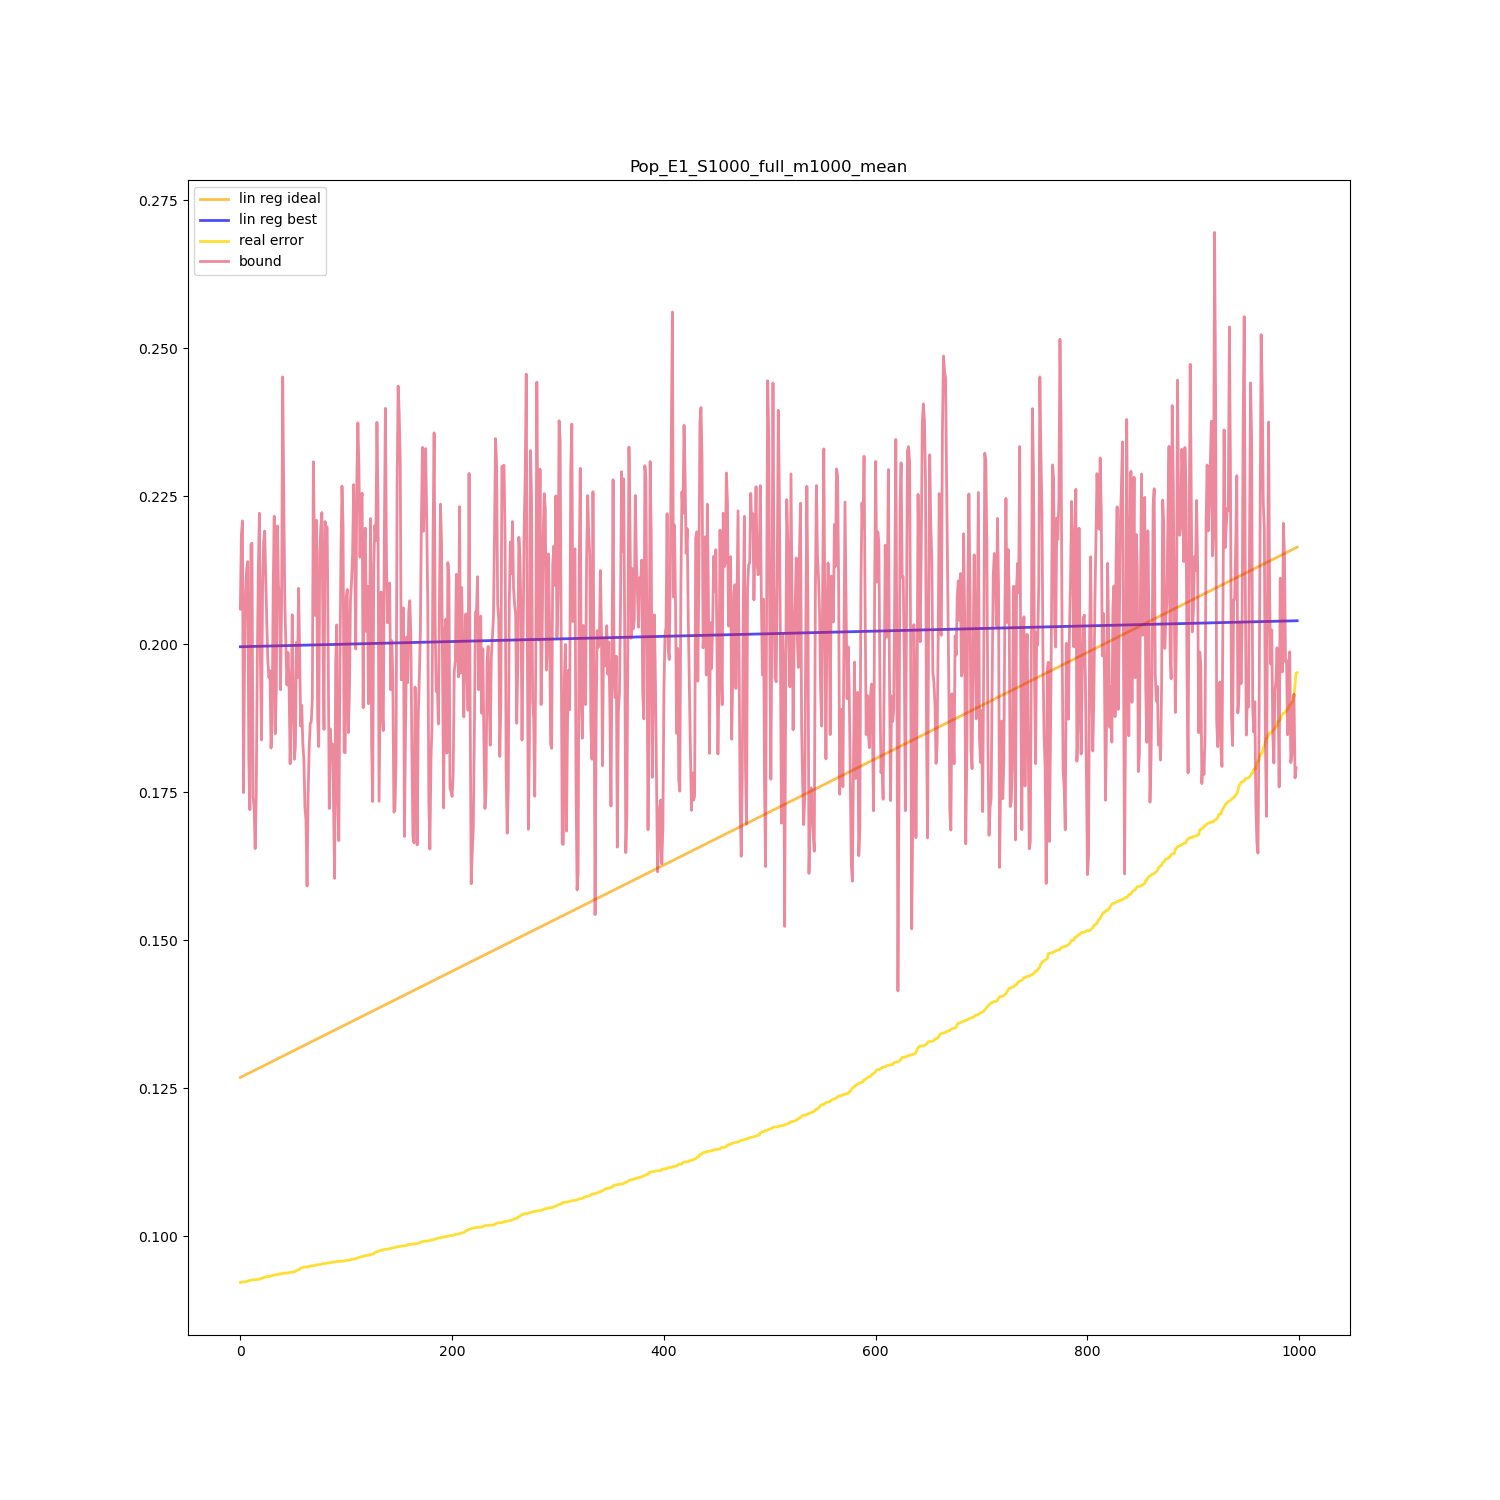 Pop_E1_S1000_full_m1000_mean
lin reg ideal
lin reg best
real error
bound
0.275
0.250
0.225
0.200
0.175
0.150
0.125
0.100
0 200 400 600 800 1000